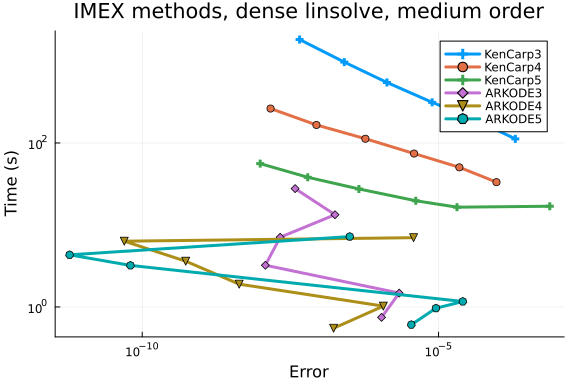 IMEX methods, dense linsolve, medium order
KenCarp3
KenCarp4
KenCarp5
ARKODE3
ARKODE4
ARKODE5
Time (s)
10²
10⁰
10⁻¹⁰
10⁻⁵
Error